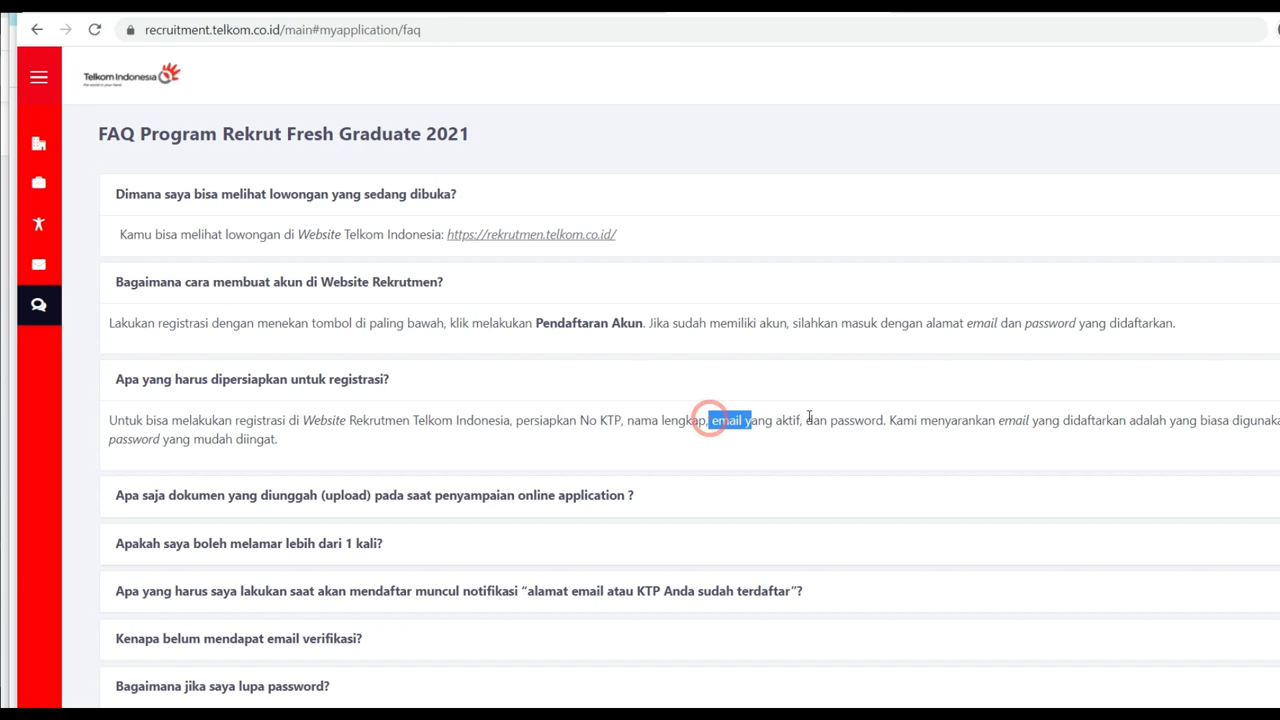 recruitment.telkom.co.id/main#myapplication/faq
Telkom Indonesia
the world in your hand
FAQ Program Rekrut Fresh Graduate 2021
Dimana saya bisa melihat lowongan yang sedang dibuka?
Kamu bisa melihat lowongan di Website Telkom Indonesia: https://rekrutmen.telkom.co.id/
Bagaimana cara membuat akun di Website Rekrutmen?
Lakukan registrasi dengan menekan tombol di paling bawah, klik melakukan Pendaftaran Akun. Jika sudah memiliki akun, silahkan masuk dengan alamat email dan password yang didaftarkan.
Apa yang harus dipersiapkan untuk registrasi?
Untuk bisa melakukan registrasi di Website Rekrutmen Telkom Indonesia, persiapkan No KTP, nama lengkap, email yang aktif, dan password. Kami menyarankan email yang didaftarkan adalah yang biasa digunaka
password yang mudah diingat.
Apa saja dokumen yang diunggah (upload) pada saat penyampaian online application ?
Apakah saya boleh melamar lebih dari 1 kali?
Apa yang harus saya lakukan saat akan mendaftar muncul notifikasi “alamat email atau KTP Anda sudah terdaftar”?
Kenapa belum mendapat email verifikasi?
Bagaimana jika saya lupa password?